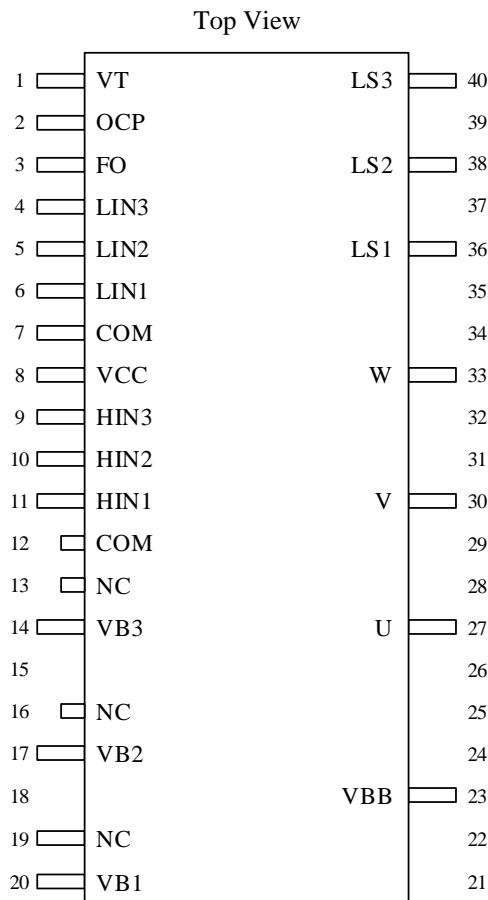 Top View
1 VT LS3 40
2 OCP 39
3 FO LS2 38
4 LIN3 37
5 LIN2 LS1 36
6 LIN1 35
7 COM 34
8 VCC W 33
9 HIN3 32
10 HIN2 31
11 HIN1 V 30
12 COM 29
13 NC 28
14 VB3 U 27
15 26
16 NC 25
17 VB2 24
18 VBB 23
19 NC 22
20 VB1 21